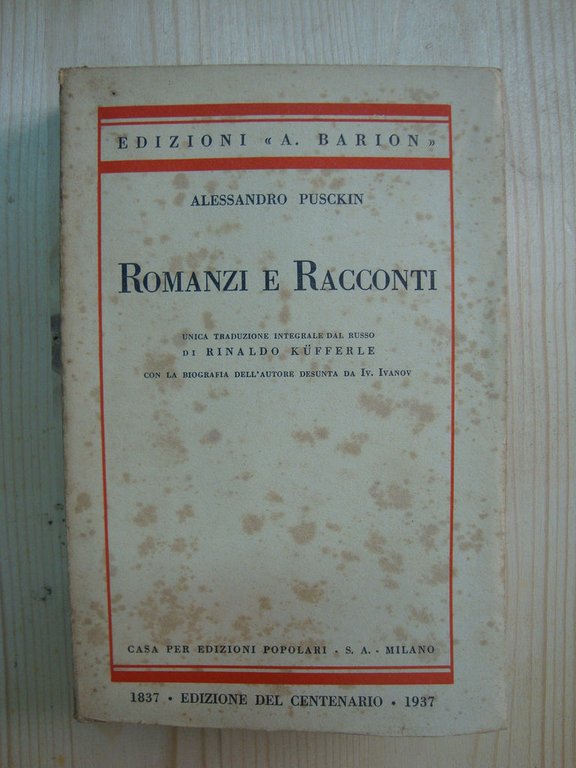 EDIZIONI « A. BARION »
ALESSANDRO PUSCKIN
ROMANZI E RACCONTI
UNICA TRADUZIONE INTEGRALE DAL RUSSO
DI RINALDO KÜFFERLE
CON LA BIOGRAFIA DELL'AUTORE DESUNTA DA IV. IVANOV
CASA PER EDIZIONI POPOLARI - S. A. - MILANO
1837 • EDIZIONE DEL CENTENARIO • 1937